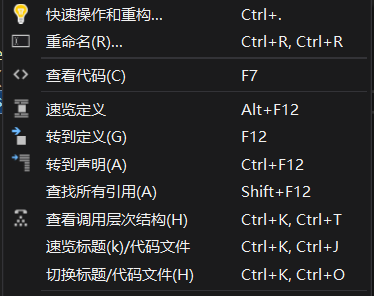 快速操作和重构... Ctrl+.
重命名(R)... Ctrl+R, Ctrl+R
查看代码(C) F7
速览定义 Alt+F12
转到定义(G) F12
转到声明(A) Ctrl+F12
查找所有引用(A) Shift+F12
查看调用层次结构(H) Ctrl+K, Ctrl+T
速览标题(k)/代码文件 Ctrl+K, Ctrl+J
切换标题/代码文件(H) Ctrl+K, Ctrl+O